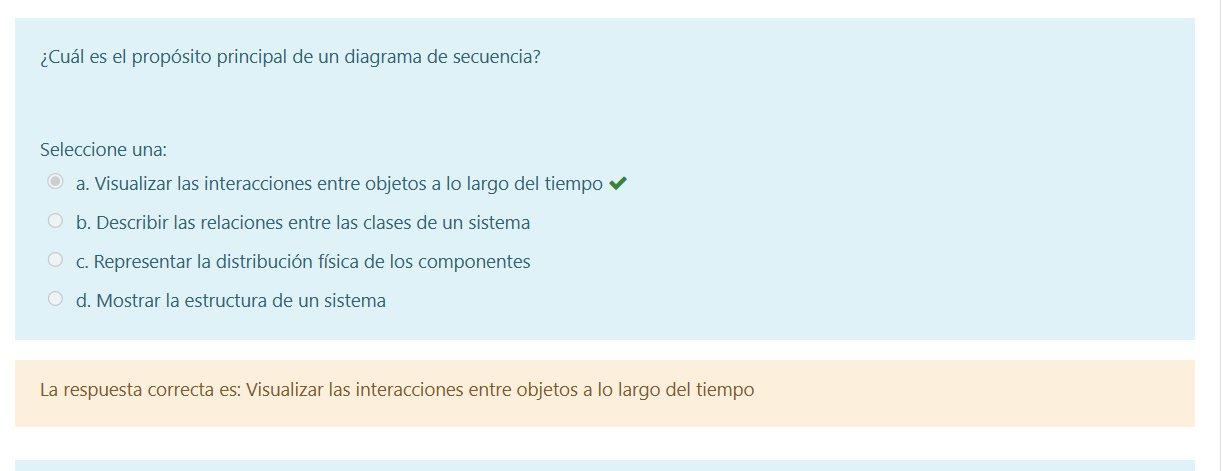 ¿Cuál es el propósito principal de un diagrama de secuencia?
Seleccione una:
a. Visualizar las interacciones entre objetos a lo largo del tiempo
b. Describir las relaciones entre las clases de un sistema
c. Representar la distribución física de los componentes
d. Mostrar la estructura de un sistema
La respuesta correcta es: Visualizar las interacciones entre objetos a lo largo del tiempo